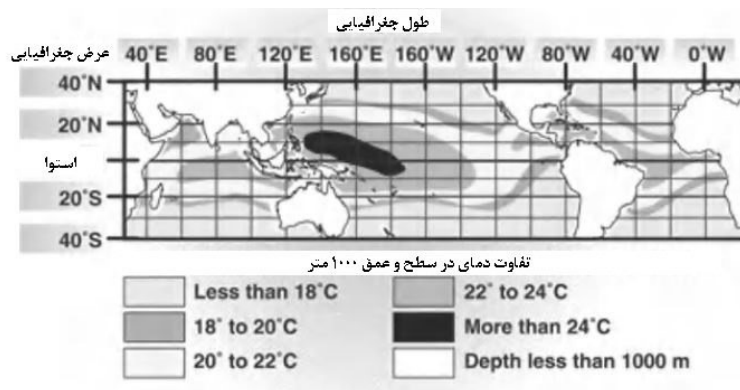 طول جغرافیایی
عرض جغرافیایی 40°E 80°E 120°E 160°E 160°W 120°W 80°W 40°W 0°W
40°N
20°N
استوا
20°S
40°S
تفاوت دمای در سطح و عمق ۱۰۰۰ متر
Less than 18°C 22° to 24°C
18° to 20°C More than 24°C
20° to 22°C Depth less than 1000 m